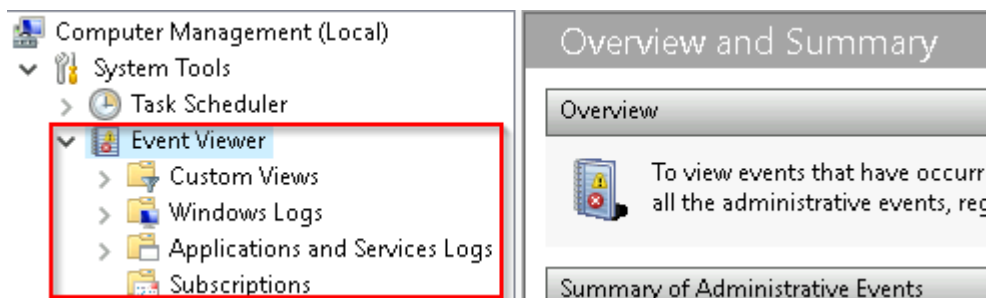 Computer Management (Local)
System Tools
Task Scheduler
Event Viewer
Custom Views
Windows Logs
Applications and Services Logs
Subscriptions
Overview and Summary
Overview
To view events that have occurr
all the administrative events, reg
Summary of Administrative Events